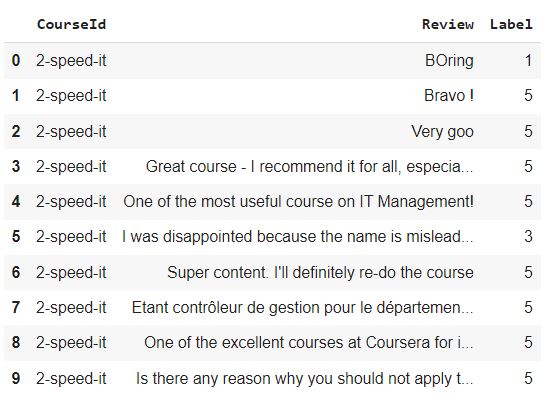 CourseId Review Label
0 2-speed-it BOring 1
1 2-speed-it Bravo ! 5
2 2-speed-it Very goo 5
3 2-speed-it Great course - I recommend it for all, especia... 5
4 2-speed-it One of the most useful course on IT Management! 5
5 2-speed-it I was disappointed because the name is mislead... 3
6 2-speed-it Super content. I'll definitely re-do the course 5
7 2-speed-it Etant contrôleur de gestion pour le départemen... 5
8 2-speed-it One of the excellent courses at Coursera for i... 5
9 2-speed-it Is there any reason why you should not apply t... 5